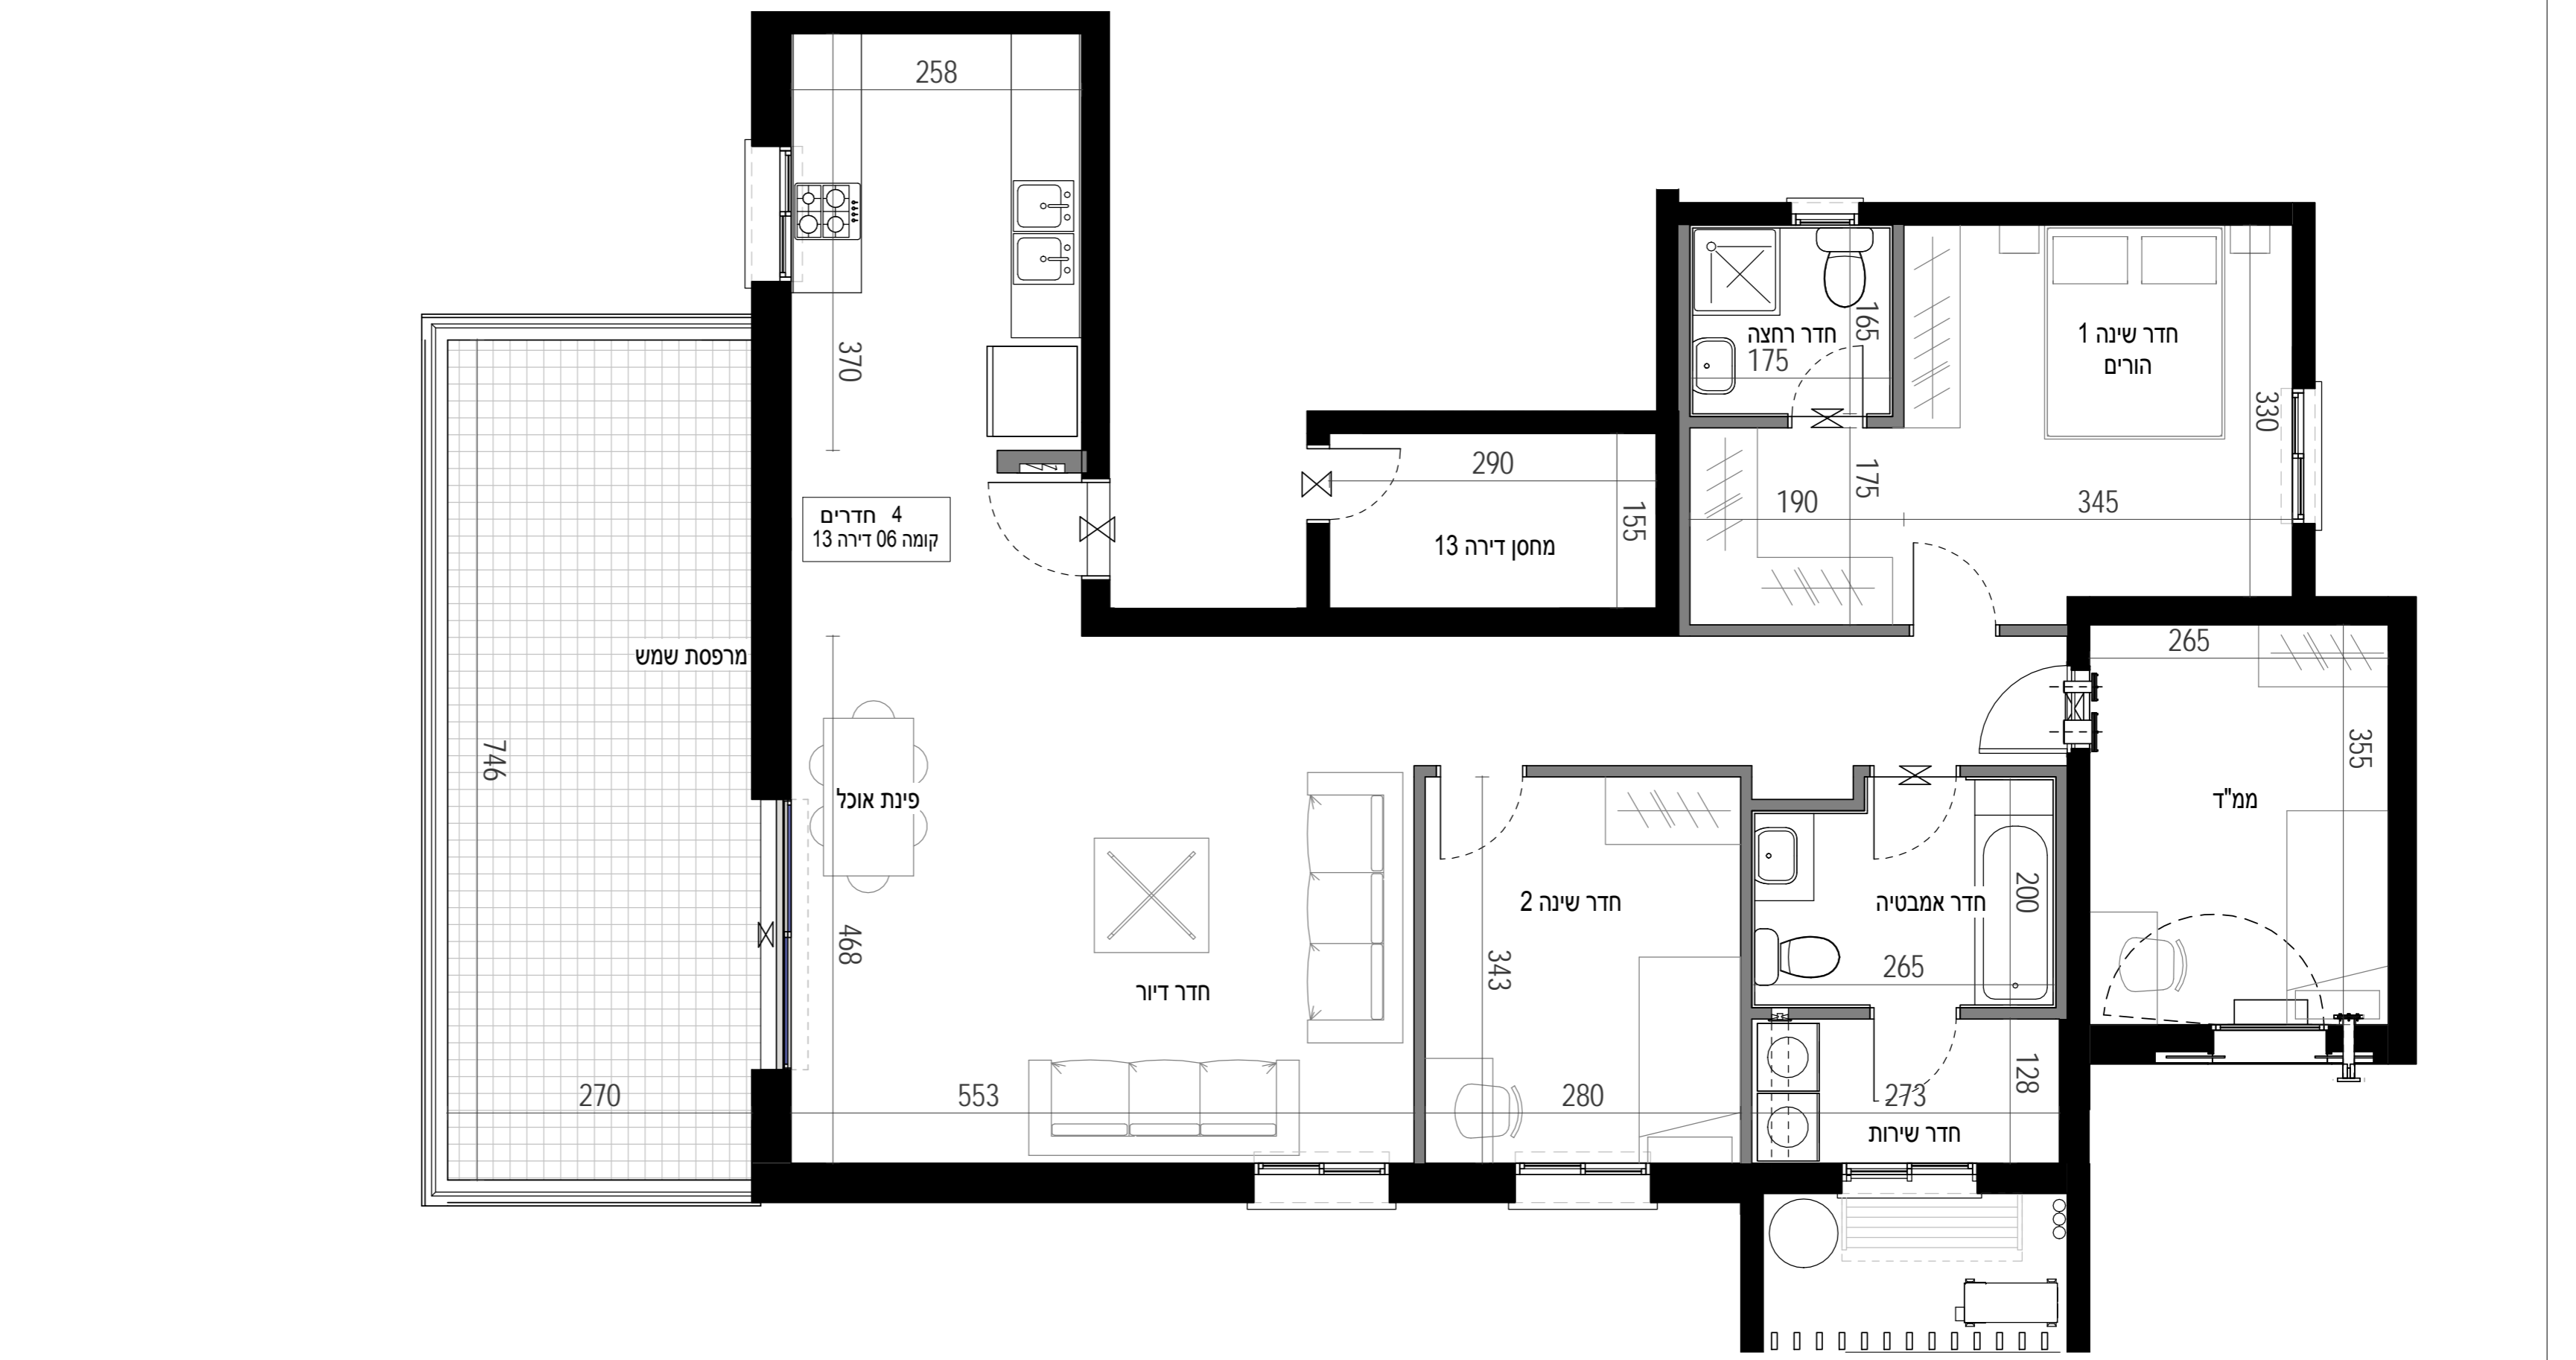 258
370
4 חדרים
קומה 06 דירה 13
מרפסת שמש
746
270
פינת אוכל
468
553
חדר דיור
290
155
מחסן דירה 13
חדר רחצה
165
175
175
190
345
חדר שינה 1
הורים
330
265
355
ממ"ד
חדר שינה 2
343
280
חדר אמבטיה
200
265
128
273
חדר שירות